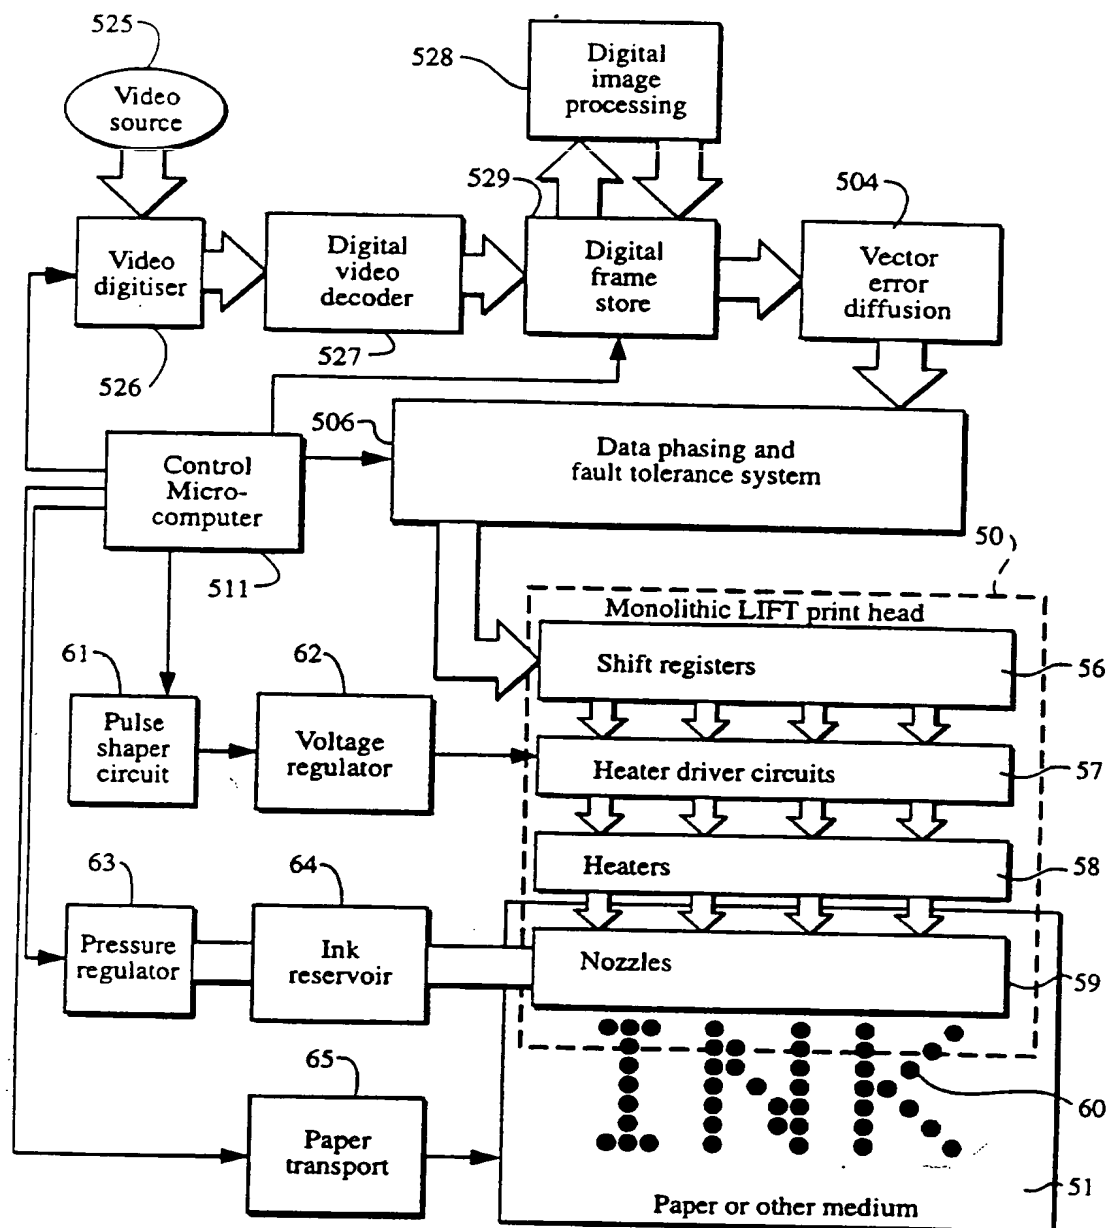 525
Video
source
528
Digital
image
processing
529
504
Video
digitiser
Digital
video
decoder
Digital
frame
store
Vector
error
diffusion
526
527
506
Control
Micro-
computer
Data phasing and
fault tolerance system
511
50
Monolithic LIFT print head
61
62
Shift registers
56
Pulse
shaper
circuit
Voltage
regulator
Heater driver circuits
57
63
64
Heaters
58
Pressure
regulator
Ink
reservoir
Nozzles
59
INK
65
60
Paper
transport
51
Paper or other medium